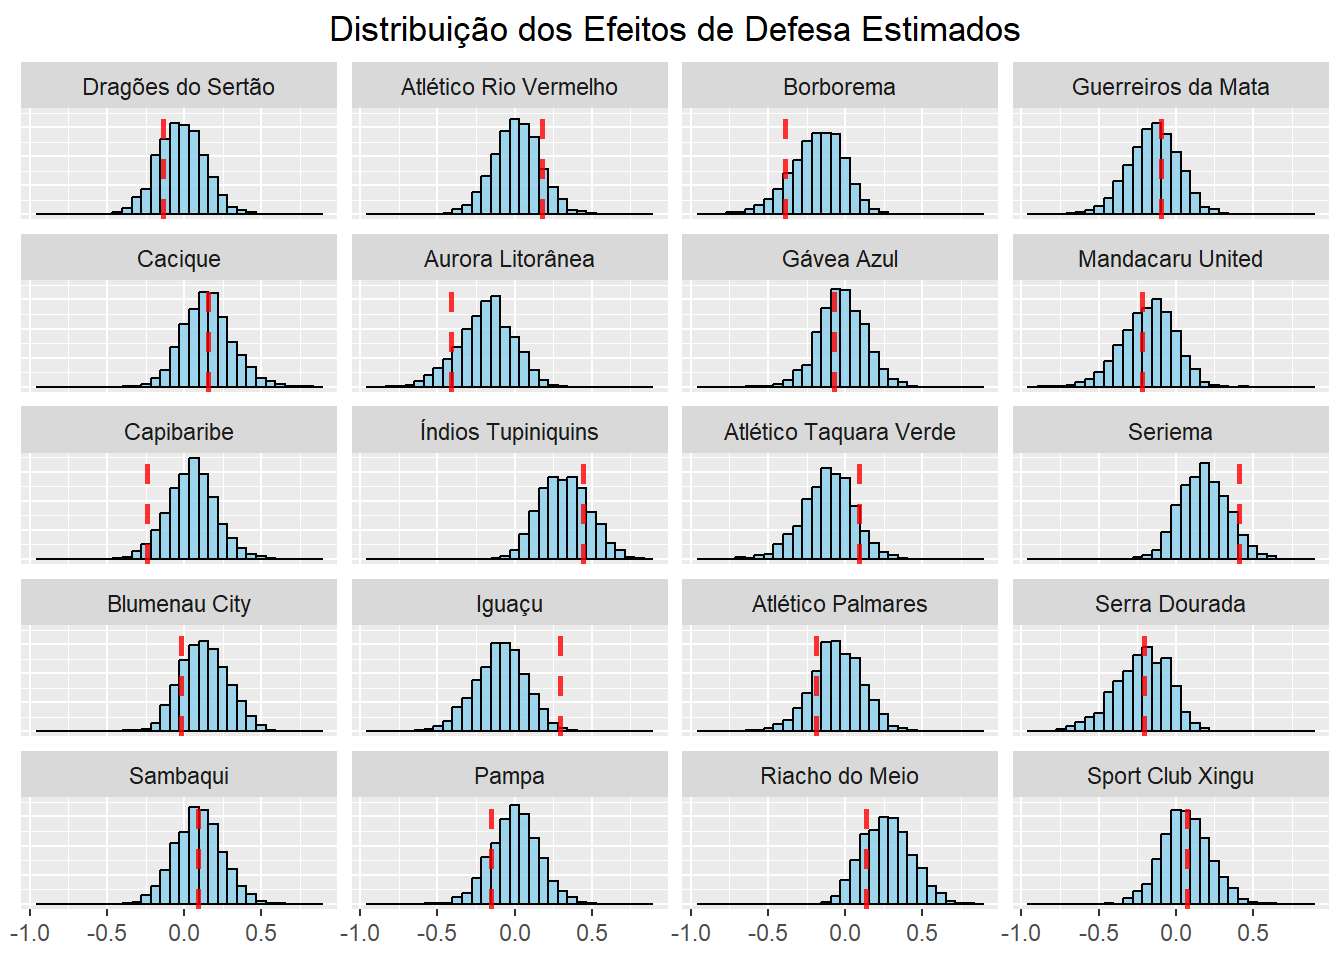 Distribuição dos Efeitos de Defesa Estimados
Dragões do Sertão
Atlético Rio Vermelho
Borborema
Guerreiros da Mata
Cacique
Aurora Litorânea
Gávea Azul
Mandacaru United
Capibaribe
Índios Tupiniquins
Atlético Taquara Verde
Seriema
Blumenau City
Iguaçu
Atlético Palmares
Serra Dourada
Sambaqui
Pampa
Riacho do Meio
Sport Club Xingu
-1.0 -0.5 0.0 0.5
-1.0 -0.5 0.0 0.5
-1.0 -0.5 0.0 0.5
-1.0 -0.5 0.0 0.5